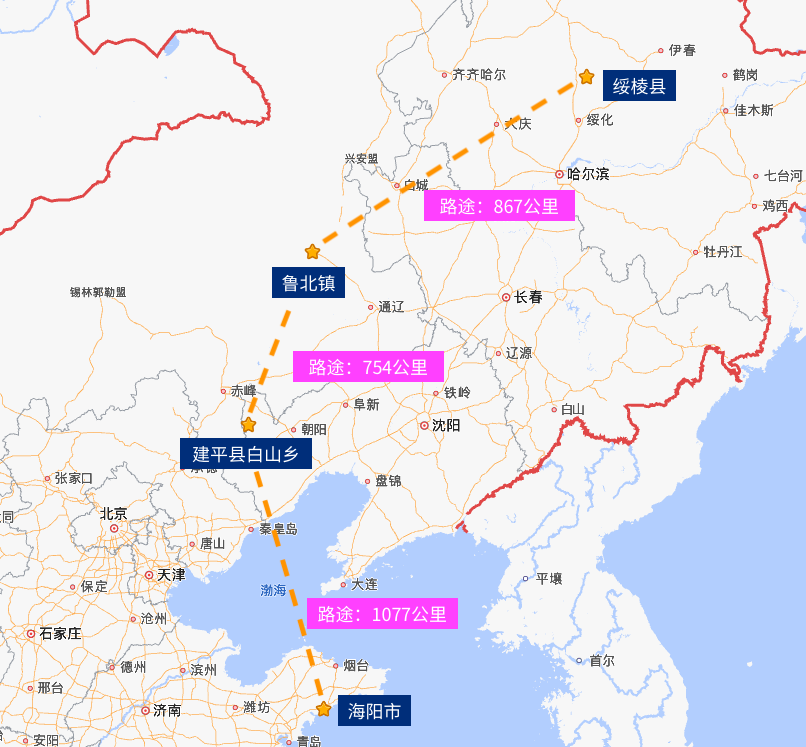 伊春
齐齐哈尔
鹤岗
绥棱县
佳木斯
大庆
绥化
兴安盟
哈尔滨
七台河
白城
路途：867公里
鸡西
牡丹江
鲁北镇
锡林郭勒盟
长春
通辽
辽源
路途：754公里
赤峰
铁岭
阜新
白山
朝阳
沈阳
建平县白山乡
张家口
盘锦
北京
秦皇岛
唐山
天津
平壤
大连
保定
渤海
路途：1077公里
沧州
石家庄
首尔
烟台
德州
滨州
邢台
潍坊
海阳市
济南
安阳
青岛